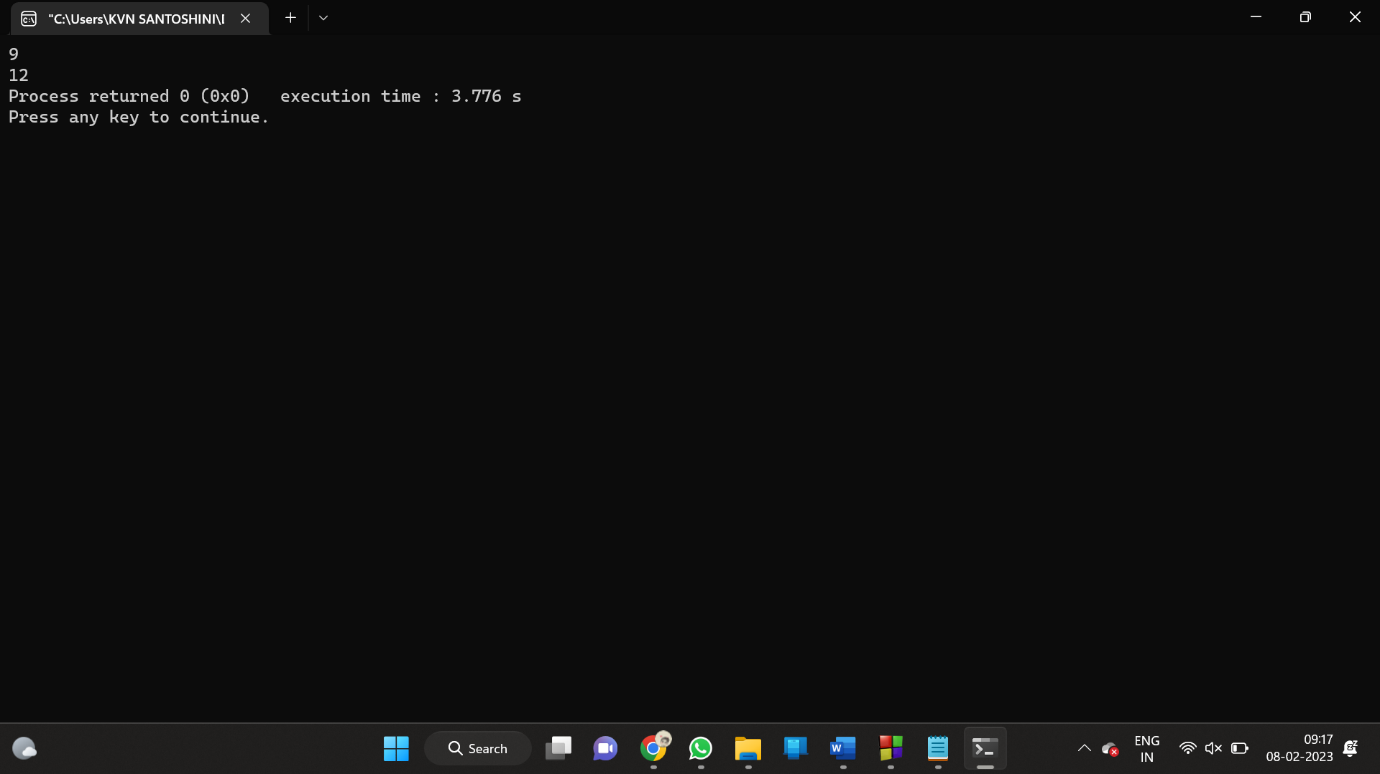 "C:\Users\KVN SANTOSHINI\I
9
12
Process returned 0 (0x0)   execution time : 3.776 s
Press any key to continue.
Search
ENG
IN
09:17
08-02-2023